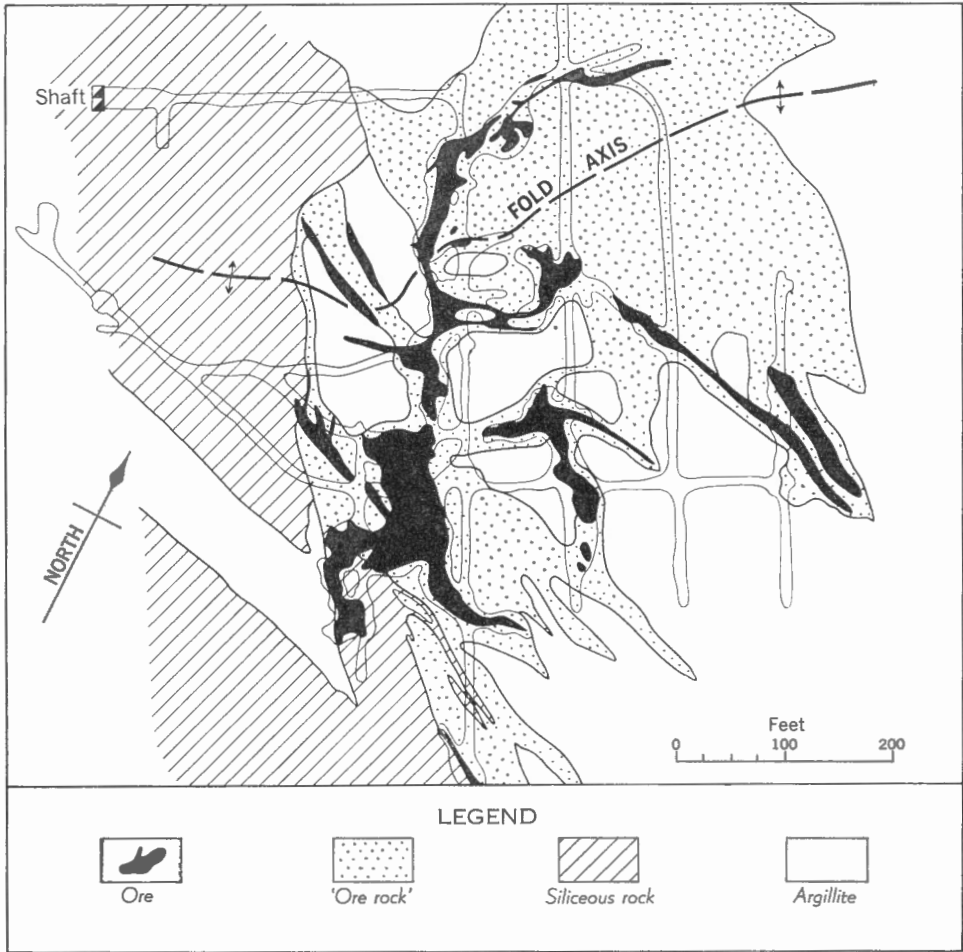 Shaft
FOLD AXIS
NORTH
Feet
0 100 200
LEGEND
Ore
'Ore rock'
Siliceous rock
Argillite